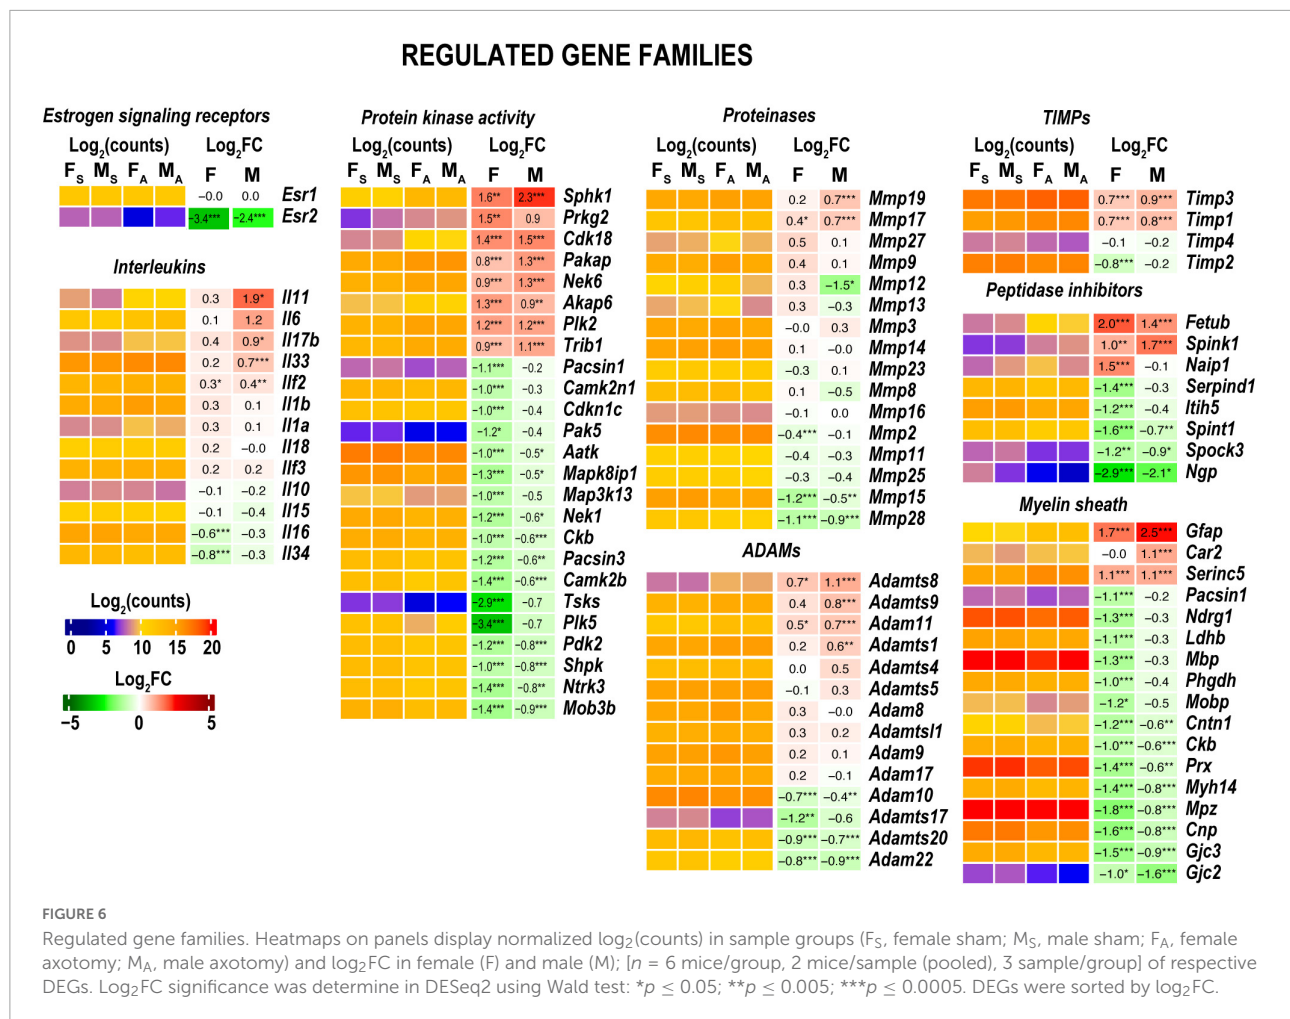 REGULATED GENE FAMILIES
Estrogen signaling receptors
Log2(counts) Log2FC
FS MS FA MA F M
−0.0 0.0 Esr1
−3.4*** −2.4*** Esr2
Interleukins
0.3 1.9* Il11
0.1 1.2 Il6
0.4 0.9* Il17b
0.2 0.7*** Il33
0.3* 0.4** Ilf2
0.3 0.1 Il1b
0.3 0.1 Il1a
0.2 −0.0 Il18
0.2 0.2 Ilf3
−0.1 −0.2 Il10
−0.1 −0.4 Il15
−0.6*** −0.3 Il16
−0.8*** −0.3 Il34
Log2(counts)
0 5 10 15 20
Log2FC
−5 0 5
Protein kinase activity
Log2(counts) Log2FC
FS MS FA MA F M
1.6** 2.3*** Sphk1
1.5** 0.9 Prkg2
1.4*** 1.5*** Cdk18
0.8*** 1.3*** Pakap
0.9*** 1.3*** Nek6
1.3*** 0.9** Akap6
1.2*** 1.2*** Plk2
0.9*** 1.1*** Trib1
−1.1*** −0.2 Pacsin1
−1.0*** −0.3 Camk2n1
−1.0*** −0.4 Cdkn1c
−1.2* −0.4 Pak5
−1.0*** −0.5* Aatk
−1.3*** −0.5* Mapk8ip1
−1.0*** −0.5 Map3k13
−1.2*** −0.6* Nek1
−1.0*** −0.6*** Ckb
−1.2*** −0.6** Pacsin3
−1.4*** −0.6*** Camk2b
−2.9*** −0.7 Tsks
−3.4*** −0.7 Plk5
−1.2*** −0.8*** Pdk2
−1.0*** −0.8*** Shpk
−1.4*** −0.8** Ntrk3
−1.4*** −0.9*** Mob3b
Proteinases
Log2(counts) Log2FC
FS MS FA MA F M
0.2 0.7*** Mmp19
0.4* 0.7*** Mmp17
0.5 0.1 Mmp27
0.4 0.1 Mmp9
0.3 −1.5* Mmp12
0.3 −0.3 Mmp13
−0.0 0.3 Mmp3
0.1 −0.0 Mmp14
−0.3 0.1 Mmp23
0.1 −0.5 Mmp8
−0.1 0.0 Mmp16
−0.4*** −0.1 Mmp2
−0.4 −0.3 Mmp11
−0.3 −0.4 Mmp25
−1.2*** −0.5** Mmp15
−1.1*** −0.9*** Mmp28
ADAMs
0.7* 1.1*** Adamts8
0.4 0.8*** Adamts9
0.5* 0.7*** Adam11
0.2 0.6** Adamts1
0.0 0.5 Adamts4
−0.1 0.3 Adamts5
0.3 −0.0 Adam8
0.3 0.2 Adamtsl1
0.2 0.1 Adam9
0.2 −0.1 Adam17
−0.7*** −0.4** Adam10
−1.2** −0.6 Adamts17
−0.9*** −0.7*** Adamts20
−0.8*** −0.9*** Adam22
TIMPs
Log2(counts) Log2FC
FS MS FA MA F M
0.7*** 0.9*** Timp3
0.7*** 0.8*** Timp1
−0.1 −0.2 Timp4
−0.8*** −0.2 Timp2
Peptidase inhibitors
2.0*** 1.4*** Fetub
1.0** 1.7*** Spink1
1.5*** −0.1 Naip1
−1.4*** −0.3 Serpind1
−1.2*** −0.4 Itih5
−1.6*** −0.7** Spint1
−1.2** −0.9* Spock3
−2.9*** −2.1* Ngp
Myelin sheath
1.7*** 2.5*** Gfap
−0.0 1.1*** Car2
1.1*** 1.1*** Serinc5
−1.1*** −0.2 Pacsin1
−1.3*** −0.3 Ndrg1
−1.1*** −0.3 Ldhb
−1.3*** −0.3 Mbp
−1.0*** −0.4 Phgdh
−1.2* −0.5 Mobp
−1.2*** −0.6** Cntn1
−1.0*** −0.6*** Ckb
−1.4*** −0.6** Prx
−1.4*** −0.8*** Myh14
−1.8*** −0.8*** Mpz
−1.6*** −0.8*** Cnp
−1.5*** −0.9*** Gjc3
−1.0* −1.6*** Gjc2
FIGURE 6
Regulated gene families. Heatmaps on panels display normalized log2(counts) in sample groups (FS, female sham; MS, male sham; FA, female
axotomy; MA, male axotomy) and log2FC in female (F) and male (M); [n = 6 mice/group, 2 mice/sample (pooled), 3 sample/group] of respective
DEGs. Log2FC significance was determine in DESeq2 using Wald test: *p ≤ 0.05; **p ≤ 0.005; ***p ≤ 0.0005. DEGs were sorted by log2FC.